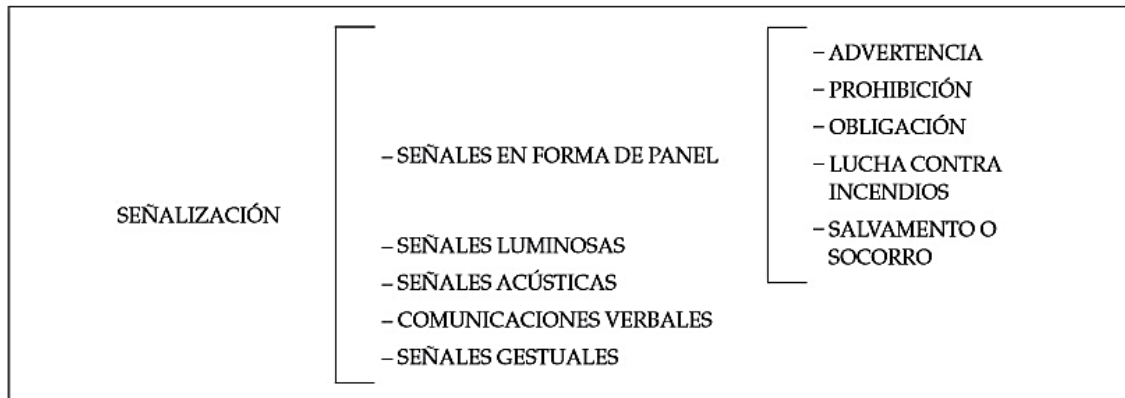 SEÑALIZACIÓN
– SEÑALES EN FORMA DE PANEL
– ADVERTENCIA
– PROHIBICIÓN
– OBLIGACIÓN
– LUCHA CONTRA
INCENDIOS
– SALVAMENTO O
SOCORRO
– SEÑALES LUMINOSAS
– SEÑALES ACÚSTICAS
– COMUNICACIONES VERBALES
– SEÑALES GESTUALES